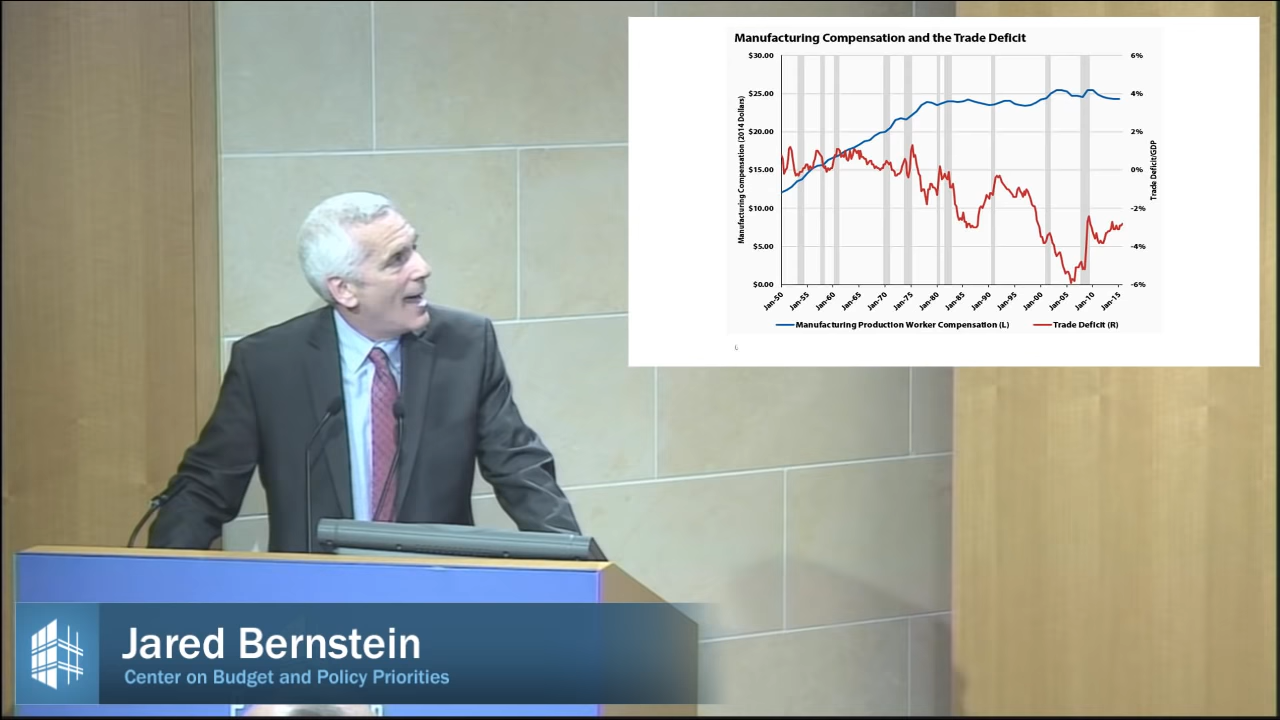 Manufacturing Compensation and the Trade Deficit
$30.00
$25.00
$20.00
$15.00
$10.00
$5.00
$0.00
Manufacturing Compensation (2014 Dollars)
6%
4%
2%
0%
-2%
-4%
-6%
Trade Deficit/GDP
Jan-50 Jan-55 Jan-60 Jan-65 Jan-70 Jan-75 Jan-80 Jan-85 Jan-90 Jan-95 Jan-00 Jan-05 Jan-10 Jan-15
Manufacturing Production Worker Compensation (L) Trade Deficit (R)
Jared Bernstein
Center on Budget and Policy Priorities